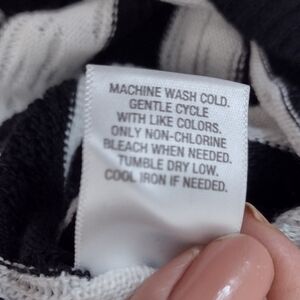 MACHINE WASH COLD.
GENTLE CYCLE
WITH LIKE COLORS.
ONLY NON-CHLORINE
BLEACH WHEN NEEDED.
TUMBLE DRY LOW.
COOL IRON IF NEEDED.